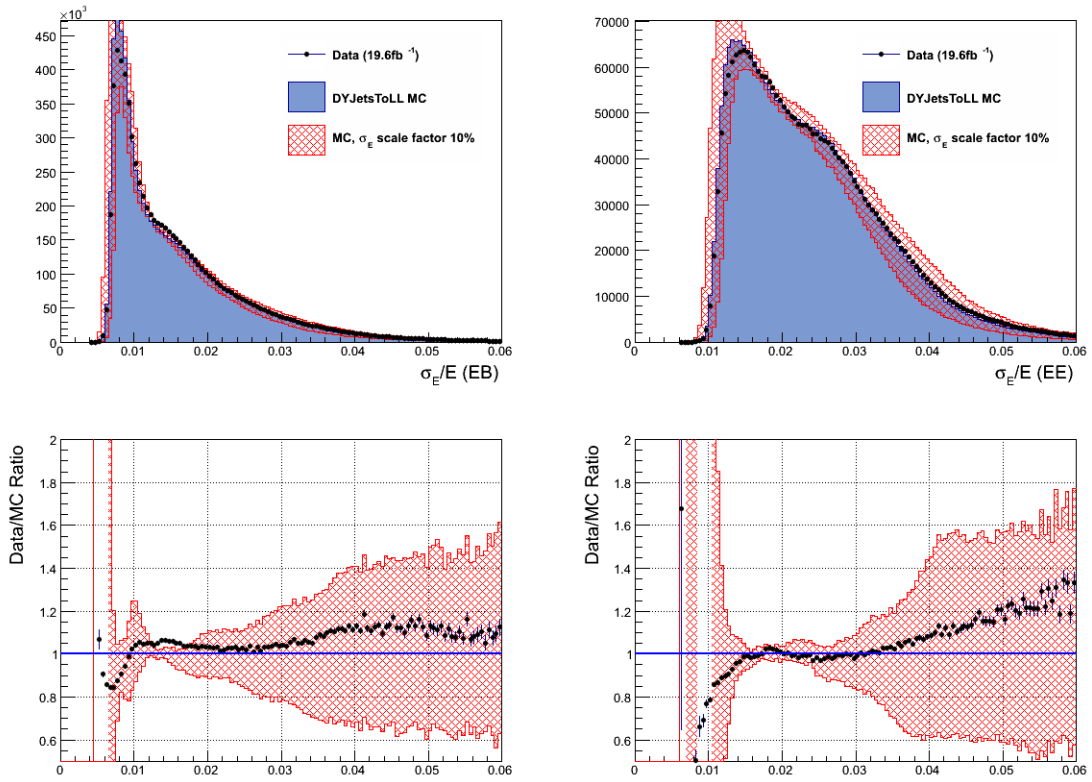 ×10³
450
400
350
300
250
200
150
100
50
0
0 0.01 0.02 0.03 0.04 0.05 0.06
σ_E/E (EB)
Data (19.6fb ⁻¹)
DYJetsToLL MC
MC, σ_E scale factor 10%
70000
60000
50000
40000
30000
20000
10000
0
0 0.01 0.02 0.03 0.04 0.05 0.06
σ_E/E (EE)
Data (19.6fb ⁻¹)
DYJetsToLL MC
MC, σ_E scale factor 10%
Data/MC Ratio
2
1.8
1.6
1.4
1.2
1
0.8
0.6
0 0.01 0.02 0.03 0.04 0.05 0.06
Data/MC Ratio
2
1.8
1.6
1.4
1.2
1
0.8
0.6
0 0.01 0.02 0.03 0.04 0.05 0.06